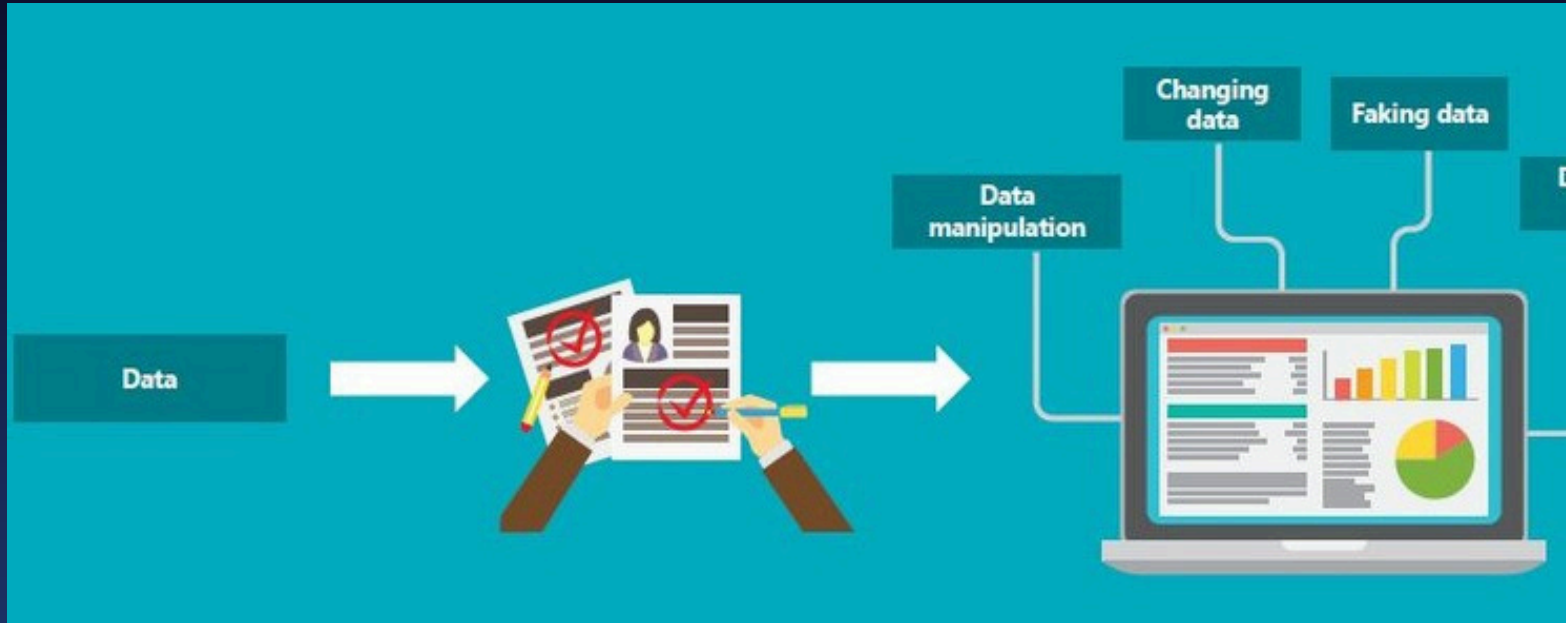 Changing
data
Faking data
Data
manipulation
Data